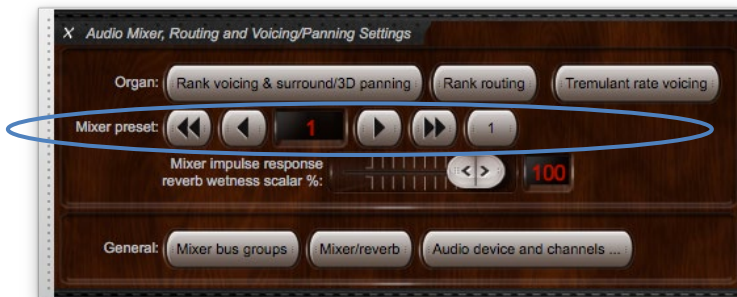 X Audio Mixer, Routing and Voicing/Panning Settings
Organ: Rank voicing & surround/3D panning Rank routing Tremulant rate voicing
Mixer preset: 1 1
Mixer impulse response
reverb wetness scalar %: 100
General: Mixer bus groups Mixer/reverb Audio device and channels ...